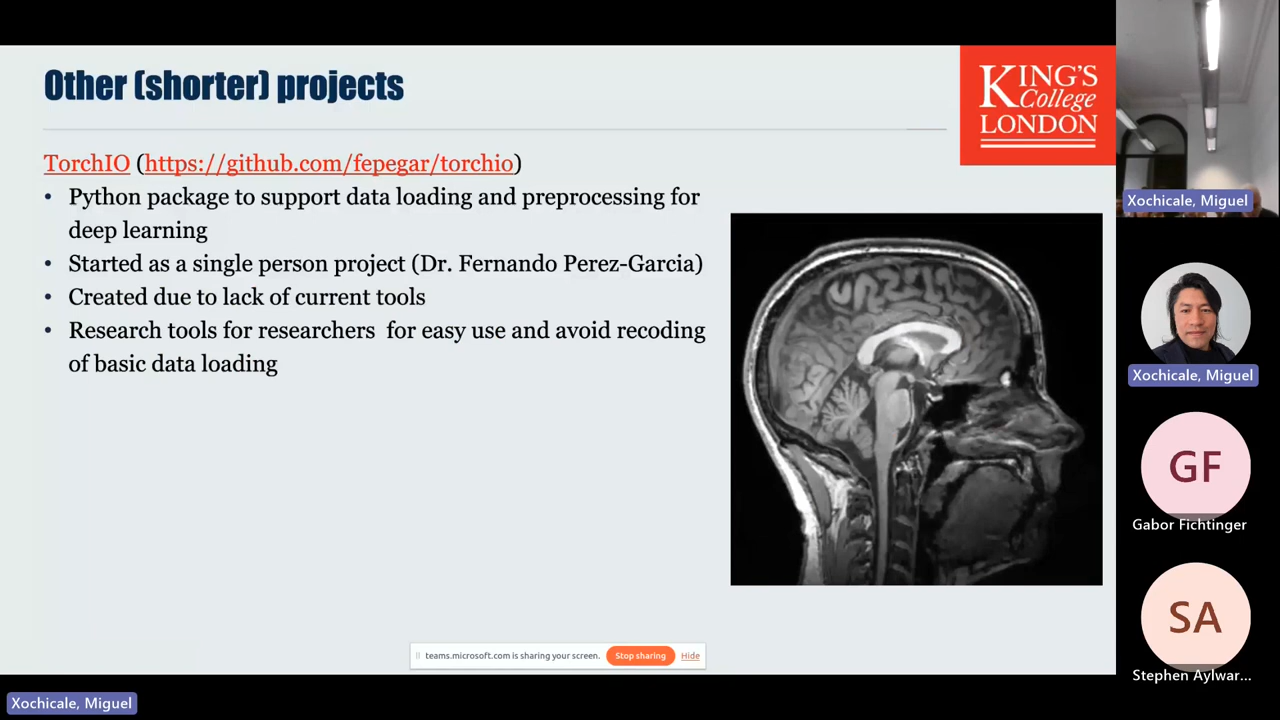 Other (shorter) projects
KING'S
College
LONDON
TorchIO (https://github.com/fepegar/torchio)
• Python package to support data loading and preprocessing for
deep learning
• Started as a single person project (Dr. Fernando Perez-Garcia)
• Created due to lack of current tools
• Research tools for researchers for easy use and avoid recoding
of basic data loading
teams.microsoft.com is sharing your screen. Stop sharing Hide
Xochicale, Miguel
Xochicale, Miguel
Xochicale, Miguel
GF
Gabor Fichtinger
SA
Stephen Aylwar...